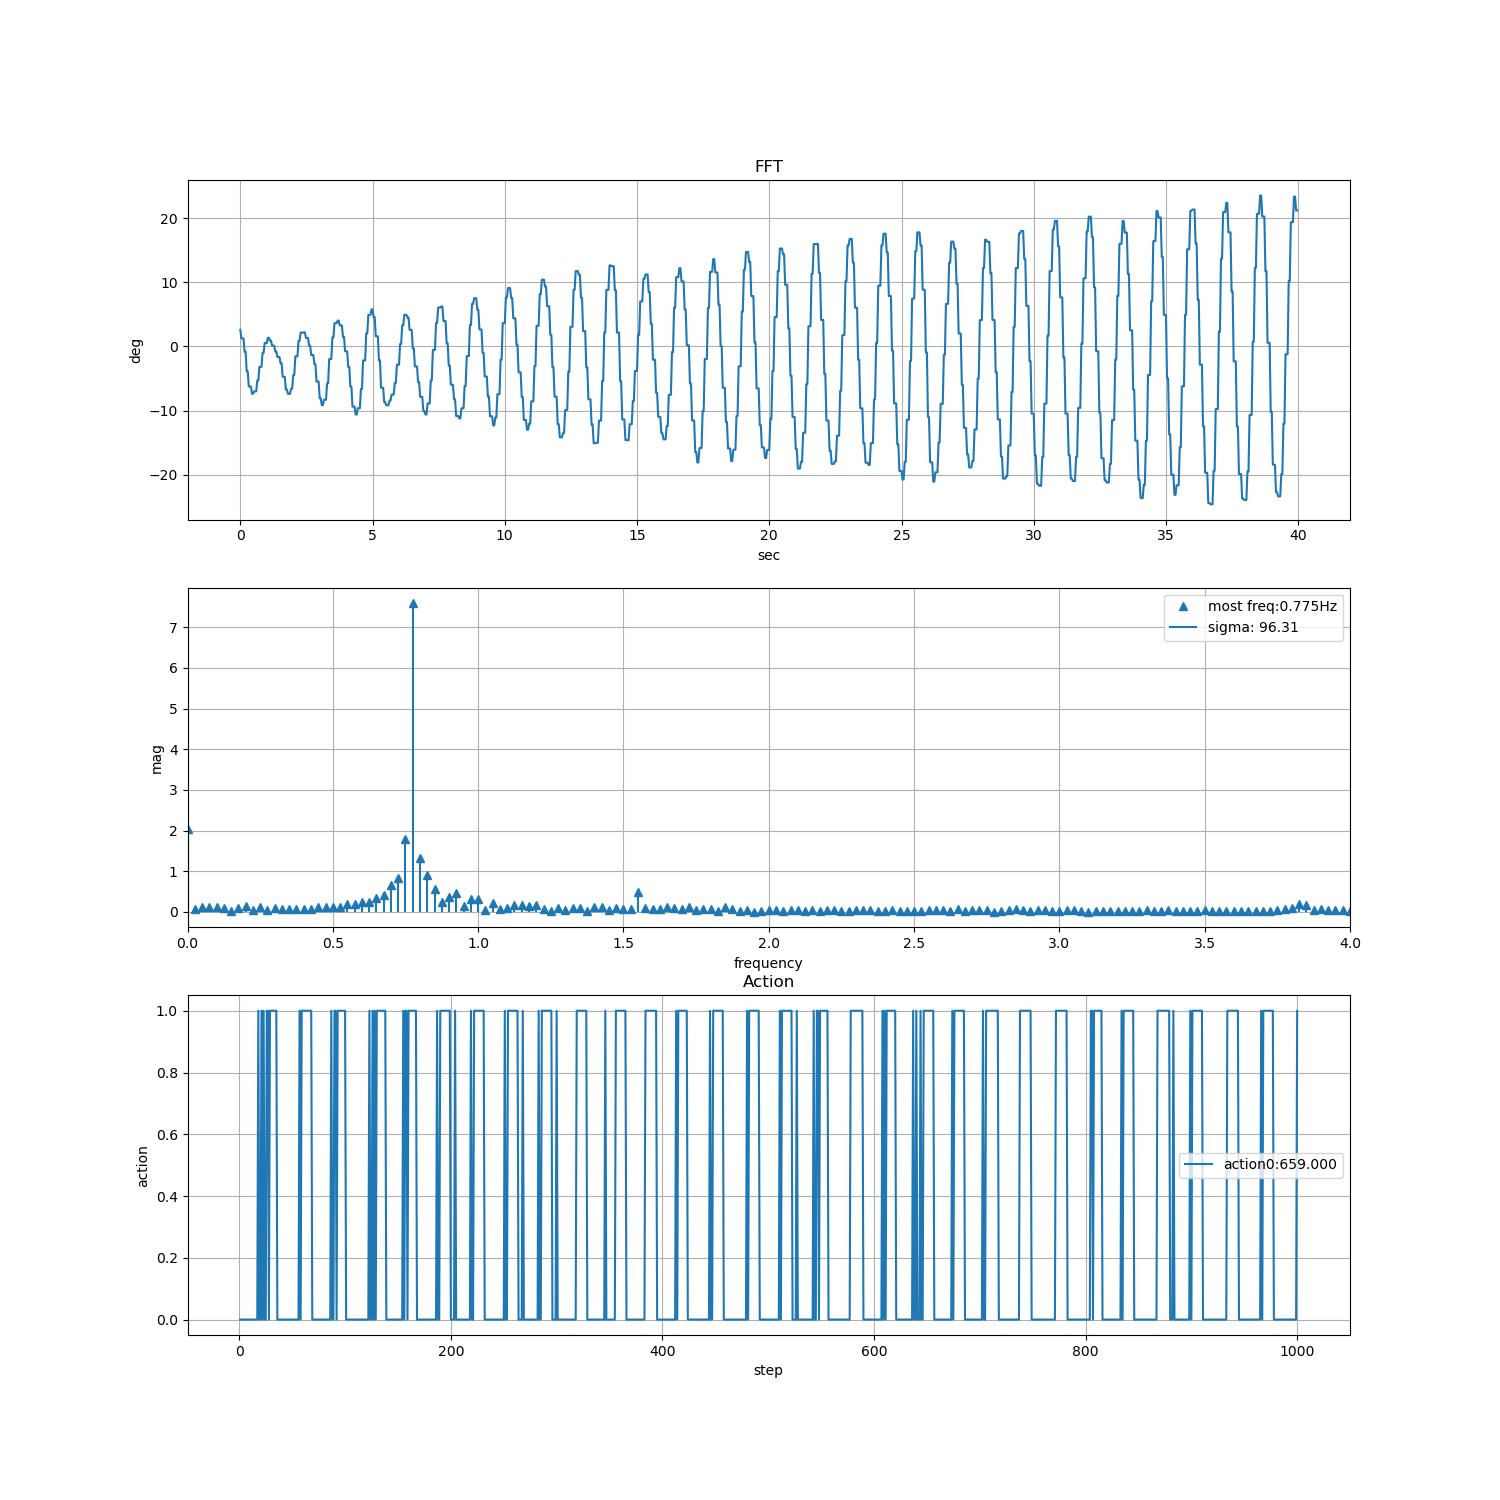 FFT
20
10
0
−10
−20
deg
0 5 10 15 20 25 30 35 40
sec
most freq:0.775Hz
sigma: 96.31
7
6
5
4
3
2
1
0
mag
0.0 0.5 1.0 1.5 2.0 2.5 3.0 3.5 4.0
frequency
Action
1.0
0.8
0.6
0.4
0.2
0.0
action
action0:659.000
0 200 400 600 800 1000
step